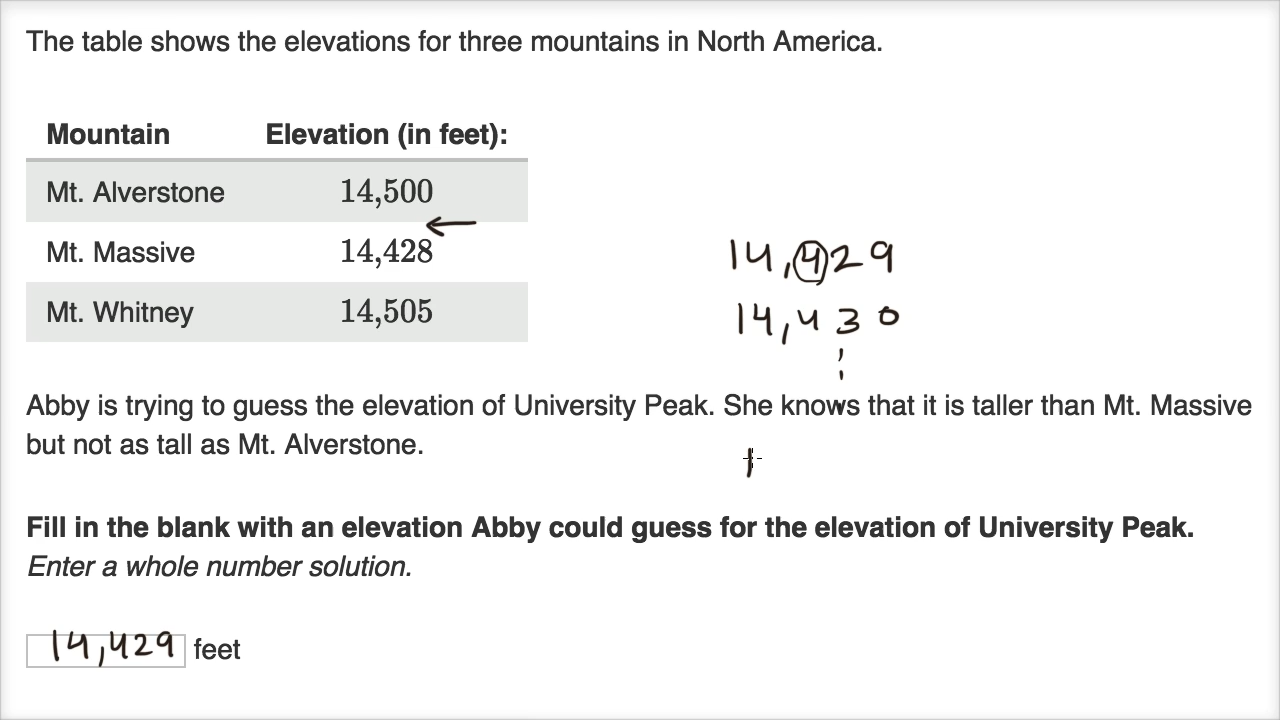 The table shows the elevations for three mountains in North America.
Mountain Elevation (in feet):
Mt. Alverstone 14,500
Mt. Massive 14,428
Mt. Whitney 14,505
14,429
14,430
Abby is trying to guess the elevation of University Peak. She knows that it is taller than Mt. Massive
but not as tall as Mt. Alverstone.
Fill in the blank with an elevation Abby could guess for the elevation of University Peak.
Enter a whole number solution.
14,429 feet